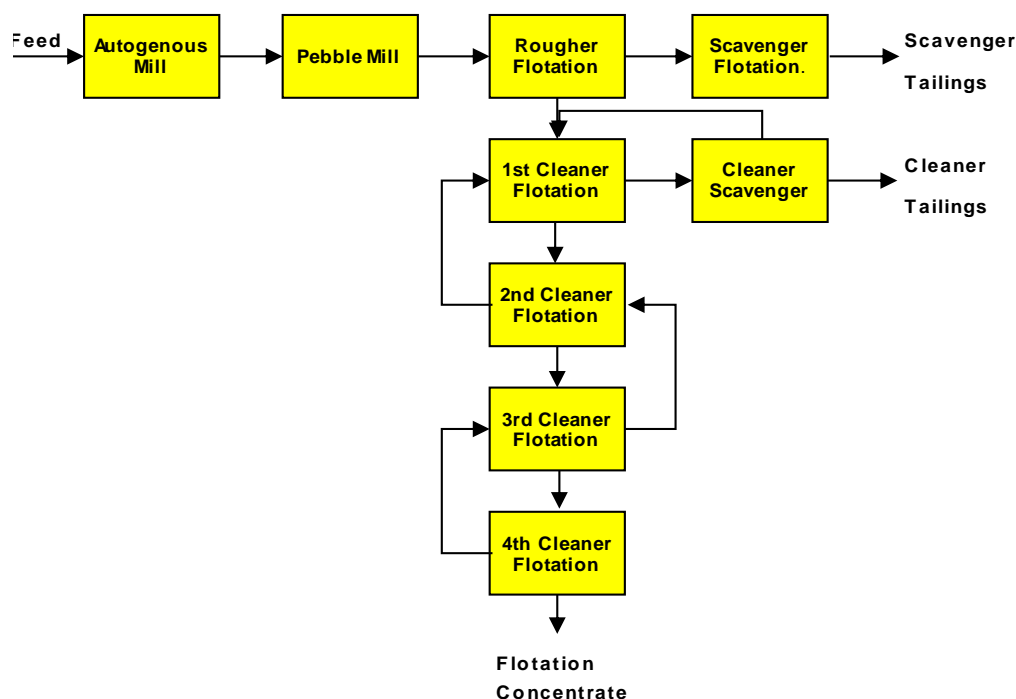 Feed
Autogenous
Mill
Pebble Mill
Rougher
Flotation
Scavenger
Flotation.
Scavenger
Tailings
1st Cleaner
Flotation
Cleaner
Scavenger
Cleaner
Tailings
2nd Cleaner
Flotation
3rd Cleaner
Flotation
4th Cleaner
Flotation
Flotation
Concentrate